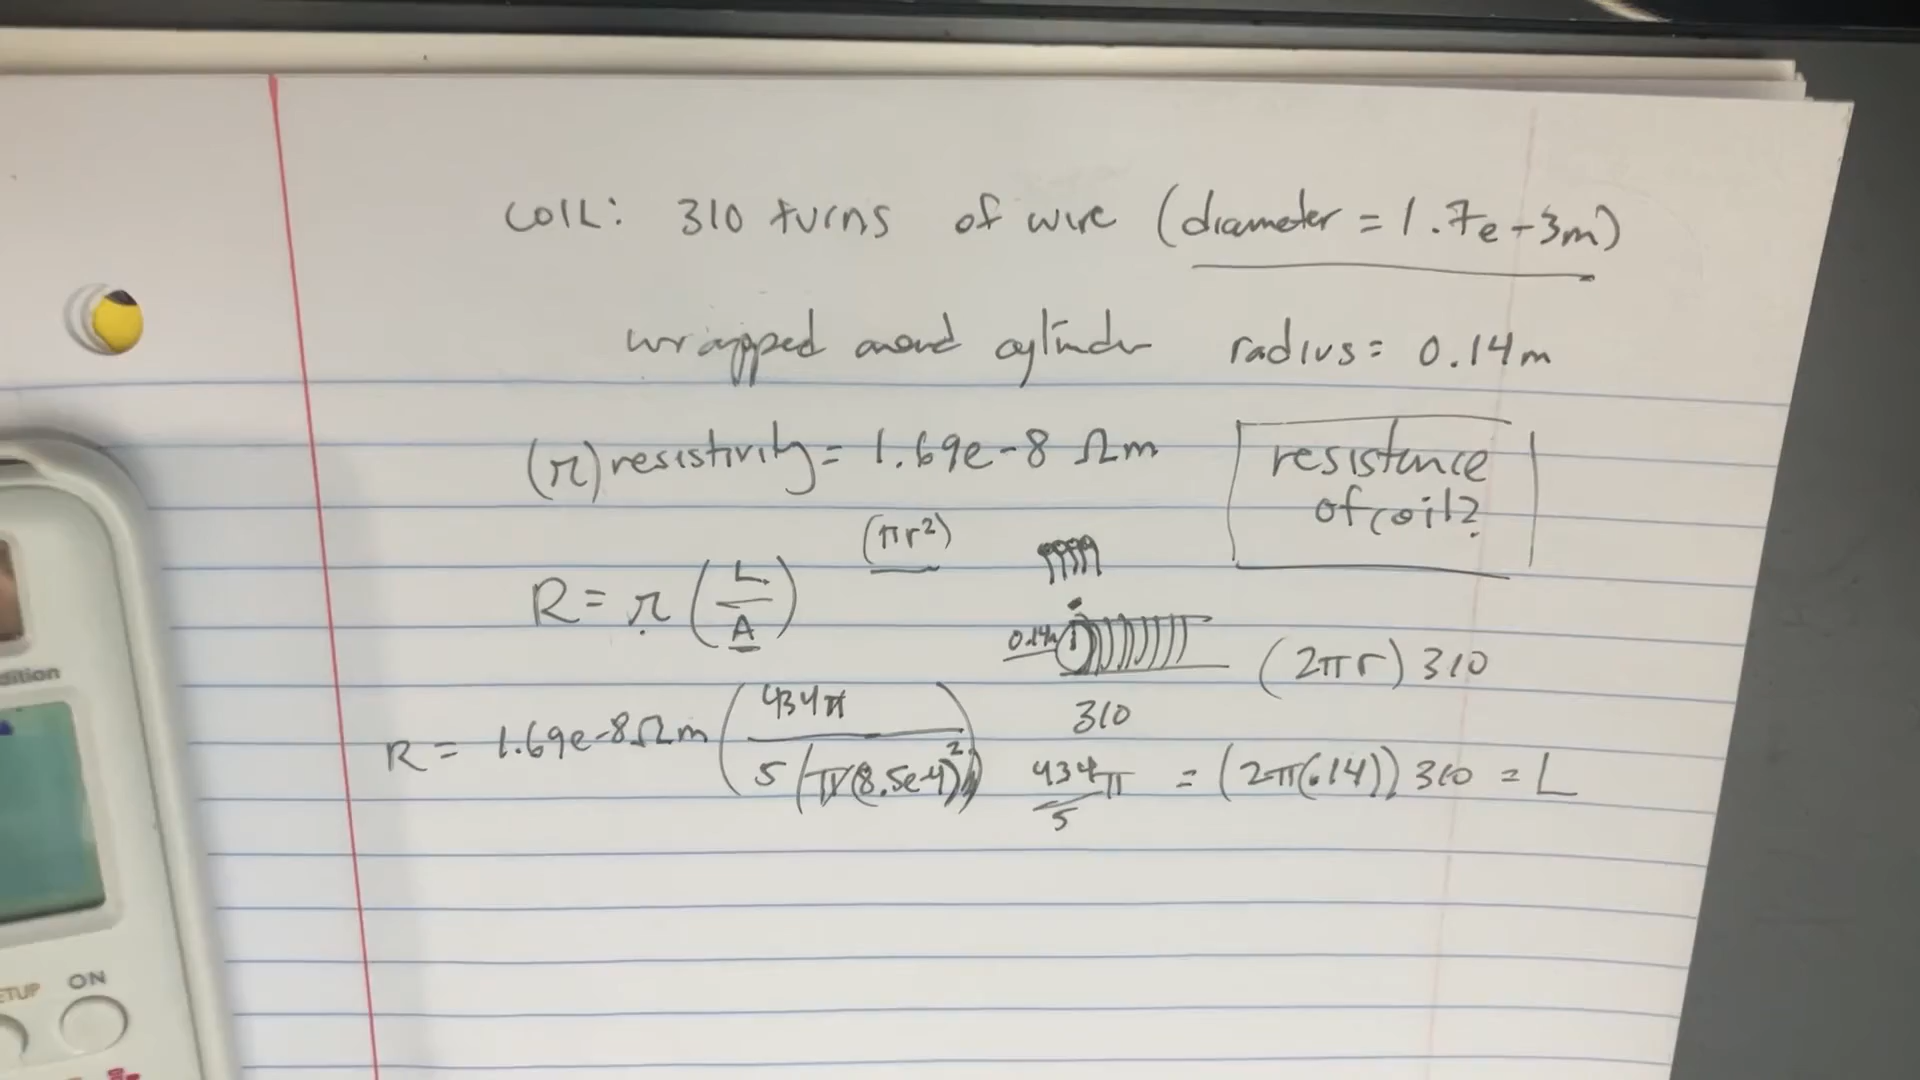 coil: 310 turns of wire (diameter = 1.7e-3m)
wrapped around cylinder radius = 0.14m
(r) resistivity = 1.69e-8 Ωm
resistance
of coil?
(πr²)
R = r (L/A)
0.14m
(2πr) 310
310
R = 1.69e-8 Ωm (434π / 5(π(8.5e-4)²))
434/5 π = (2π(.14)) 310 = L
ON